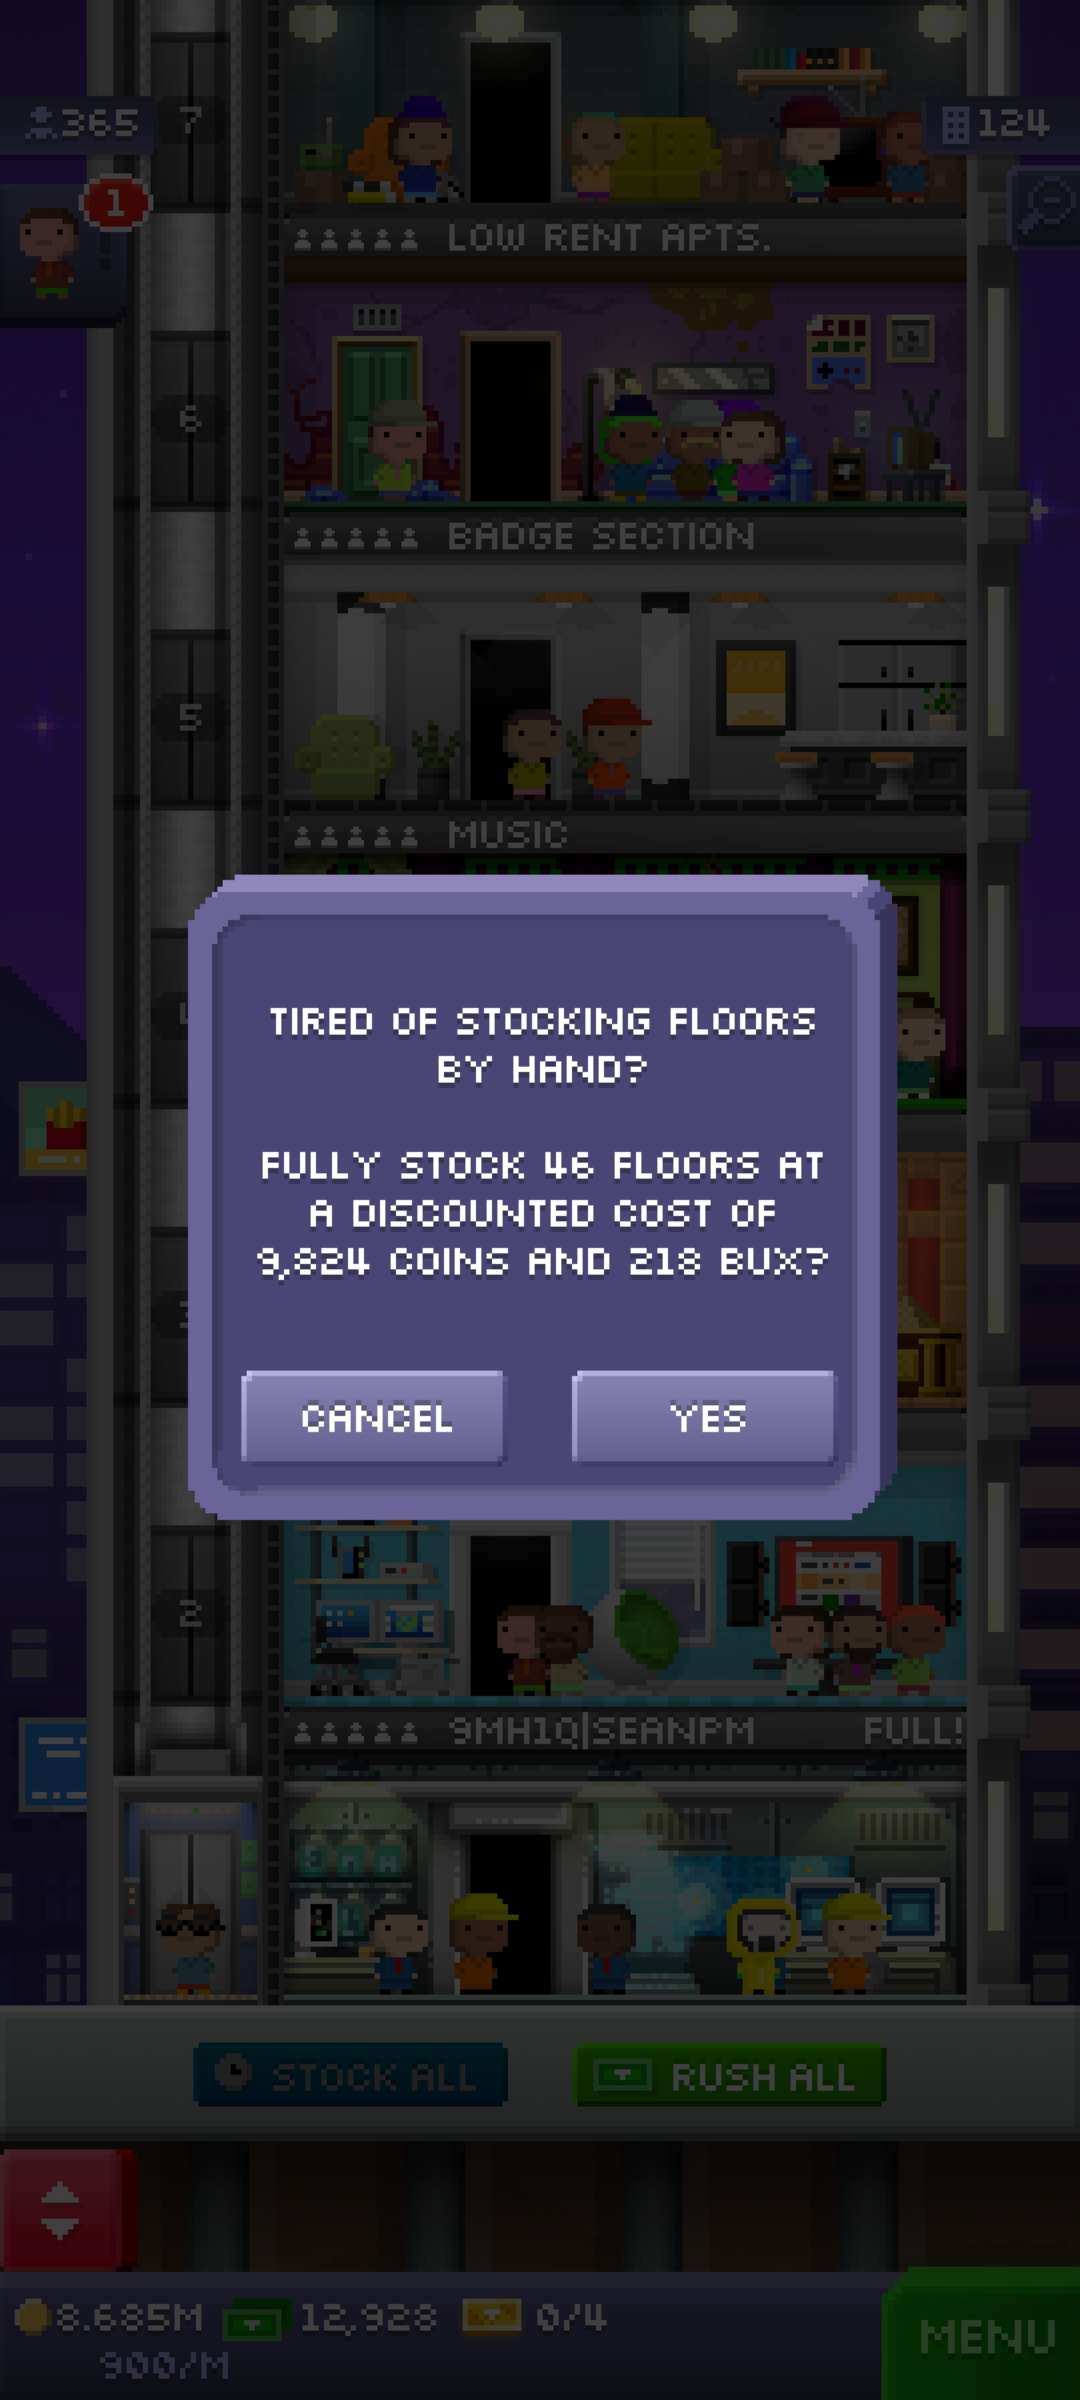 365
7
124
1
LOW RENT APTS.
6
BADGE SECTION
5
MUSIC
TIRED OF STOCKING FLOORS
BY HAND?
FULLY STOCK 46 FLOORS AT
A DISCOUNTED COST OF
9,824 COINS AND 218 BUX?
CANCEL
YES
2
9MH1Q|SEANPM
FULL!
STOCK ALL
RUSH ALL
8.685M
12,928
0/4
900/M
MENU